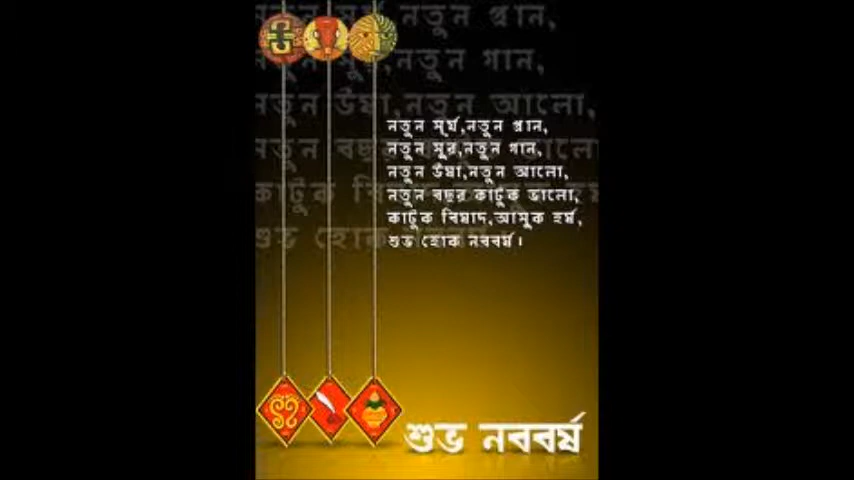 নতুন সূর্য,নতুন প্রান,
নতুন সুর,নতুন গান,
নতুন উষা,নতুন আলো,
নতুন বছর কাটুক ভালো,
কাটুক বিষাদ,আসুক হর্ষ,
শুভ হোক নববর্ষ।
শুভ নববর্ষ